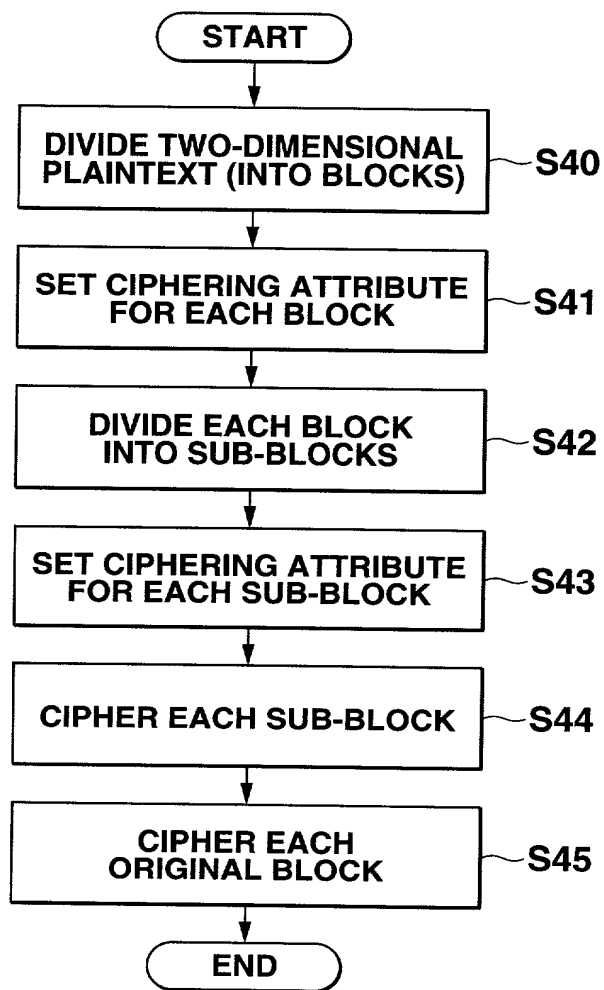 START
DIVIDE TWO-DIMENSIONAL
PLAINTEXT (INTO BLOCKS)
S40
SET CIPHERING ATTRIBUTE
FOR EACH BLOCK
S41
DIVIDE EACH BLOCK
INTO SUB-BLOCKS
S42
SET CIPHERING ATTRIBUTE
FOR EACH SUB-BLOCK
S43
CIPHER EACH SUB-BLOCK
S44
CIPHER EACH
ORIGINAL BLOCK
S45
END